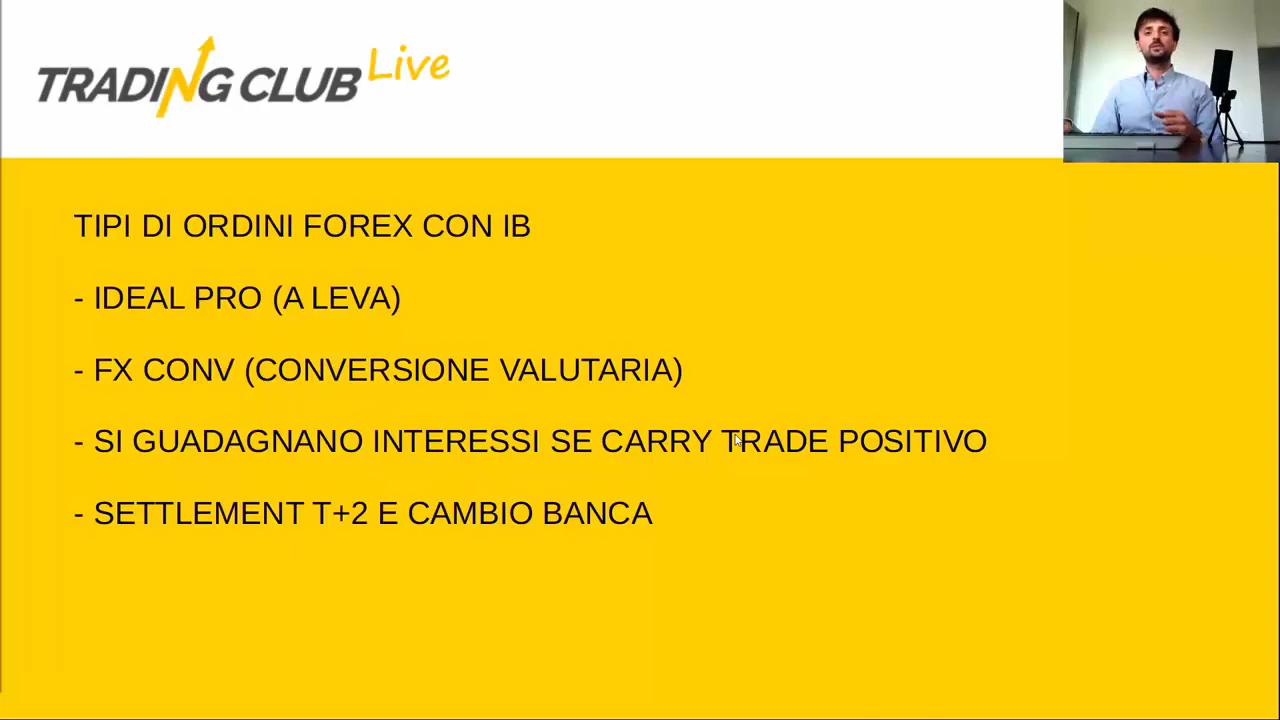 TRADING CLUB Live
TIPI DI ORDINI FOREX CON IB
- IDEAL PRO (A LEVA)
- FX CONV (CONVERSIONE VALUTARIA)
- SI GUADAGNANO INTERESSI SE CARRY TRADE POSITIVO
- SETTLEMENT T+2 E CAMBIO BANCA